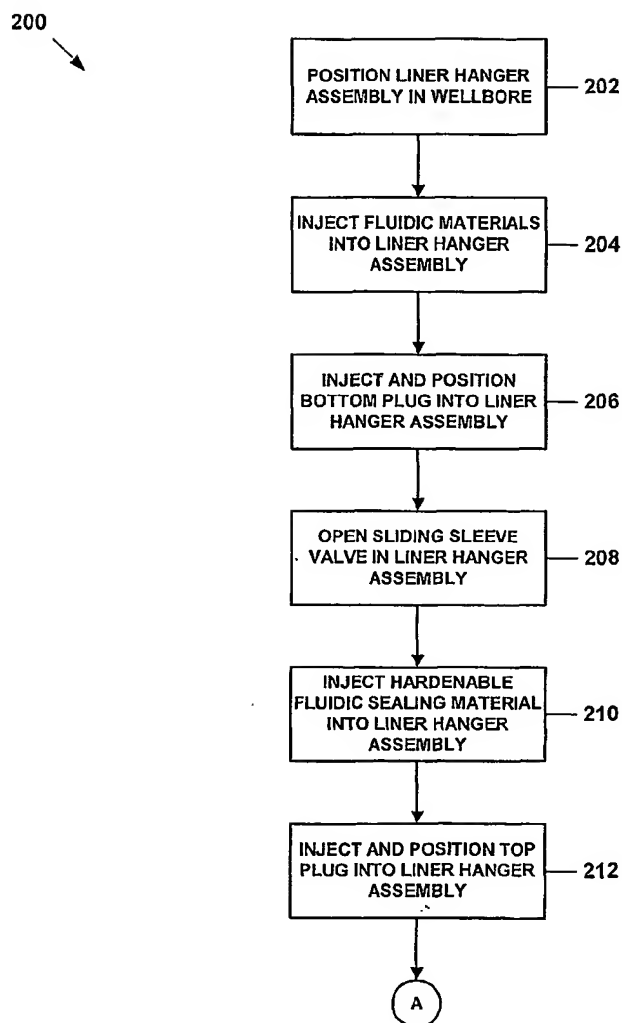 200
POSITION LINER HANGER
ASSEMBLY IN WELLBORE
202
INJECT FLUIDIC MATERIALS
INTO LINER HANGER
ASSEMBLY
204
INJECT AND POSITION
BOTTOM PLUG INTO LINER
HANGER ASSEMBLY
206
OPEN SLIDING SLEEVE
VALVE IN LINER HANGER
ASSEMBLY
208
INJECT HARDENABLE
FLUIDIC SEALING MATERIAL
INTO LINER HANGER
ASSEMBLY
210
INJECT AND POSITION TOP
PLUG INTO LINER HANGER
ASSEMBLY
212
A